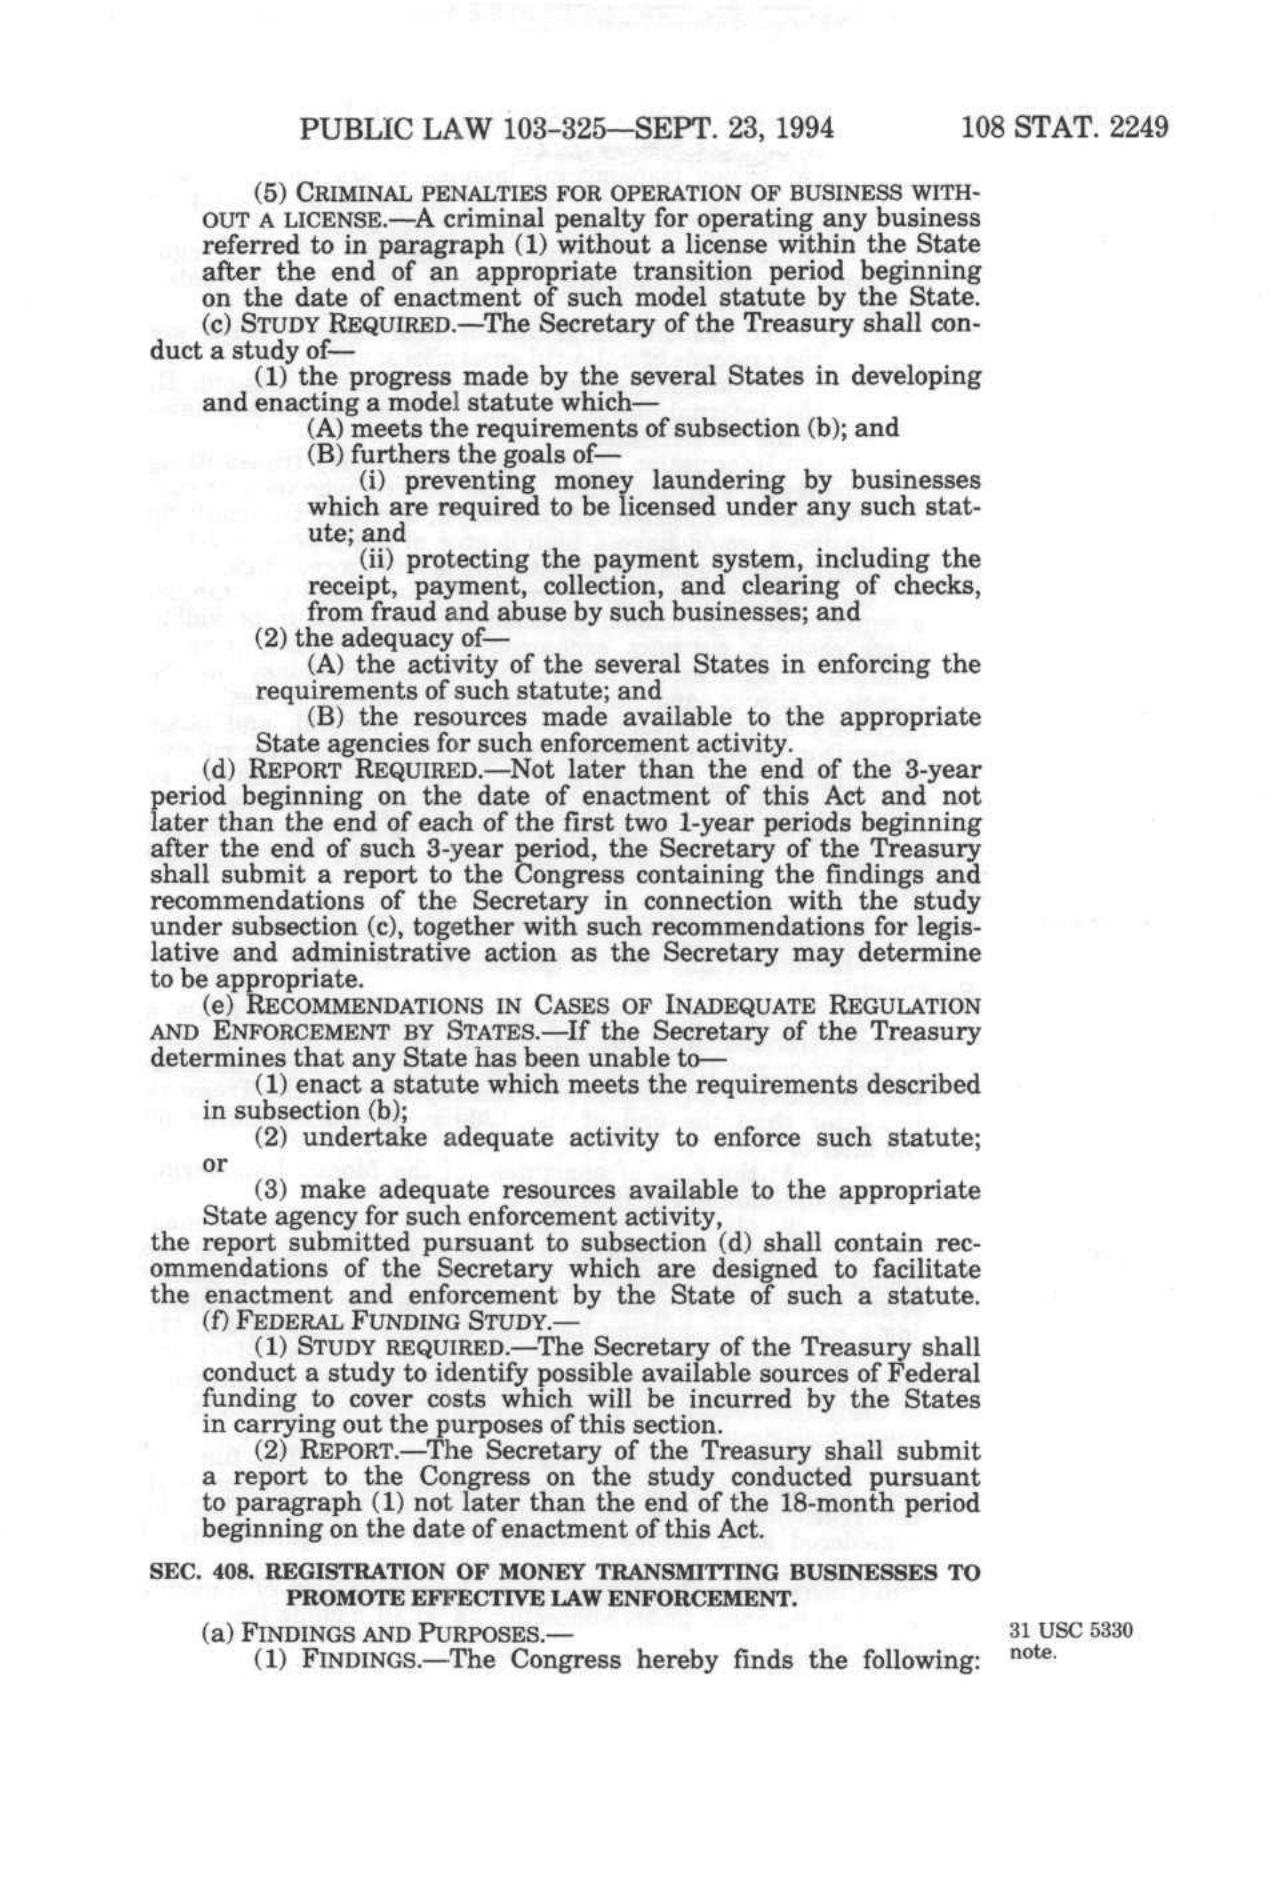 PUBLIC LAW 103–325—SEPT. 23, 1994 108 STAT. 2249
(5) CRIMINAL PENALTIES FOR OPERATION OF BUSINESS WITH-
OUT A LICENSE.—A criminal penalty for operating any business
referred to in paragraph (1) without a license within the State
after the end of an appropriate transition period beginning
on the date of enactment of such model statute by the State.
(c) STUDY REQUIRED.—The Secretary of the Treasury shall con-
duct a study of—
(1) the progress made by the several States in developing
and enacting a model statute which—
(A) meets the requirements of subsection (b); and
(B) furthers the goals of—
(i) preventing money laundering by businesses
which are required to be licensed under any such stat-
ute; and
(ii) protecting the payment system, including the
receipt, payment, collection, and clearing of checks,
from fraud and abuse by such businesses; and
(2) the adequacy of—
(A) the activity of the several States in enforcing the
requirements of such statute; and
(B) the resources made available to the appropriate
State agencies for such enforcement activity.
(d) REPORT REQUIRED.—Not later than the end of the 3-year
period beginning on the date of enactment of this Act and not
later than the end of each of the first two 1-year periods beginning
after the end of such 3-year period, the Secretary of the Treasury
shall submit a report to the Congress containing the findings and
recommendations of the Secretary in connection with the study
under subsection (c), together with such recommendations for legis-
lative and administrative action as the Secretary may determine
to be appropriate.
(e) RECOMMENDATIONS IN CASES OF INADEQUATE REGULATION
AND ENFORCEMENT BY STATES.—If the Secretary of the Treasury
determines that any State has been unable to—
(1) enact a statute which meets the requirements described
in subsection (b);
(2) undertake adequate activity to enforce such statute;
or
(3) make adequate resources available to the appropriate
State agency for such enforcement activity,
the report submitted pursuant to subsection (d) shall contain rec-
ommendations of the Secretary which are designed to facilitate
the enactment and enforcement by the State of such a statute.
(f) FEDERAL FUNDING STUDY.—
(1) STUDY REQUIRED.—The Secretary of the Treasury shall
conduct a study to identify possible available sources of Federal
funding to cover costs which will be incurred by the States
in carrying out the purposes of this section.
(2) REPORT.—The Secretary of the Treasury shall submit
a report to the Congress on the study conducted pursuant
to paragraph (1) not later than the end of the 18-month period
beginning on the date of enactment of this Act.
SEC. 408. REGISTRATION OF MONEY TRANSMITTING BUSINESSES TO
PROMOTE EFFECTIVE LAW ENFORCEMENT.
(a) FINDINGS AND PURPOSES.— 31 USC 5330
(1) FINDINGS.—The Congress hereby finds the following: note.